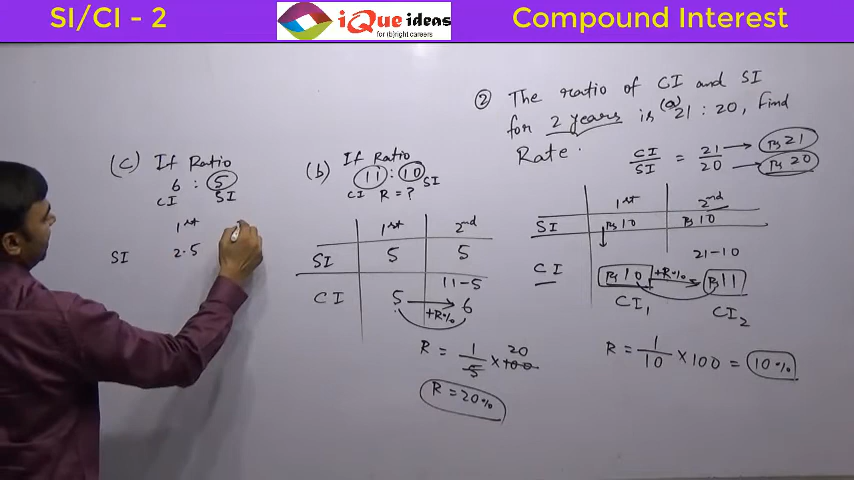 SI/CI - 2
iQue ideas
for (b)right careers
Compound Interest
② The ratio of CI and SI
for 2 years is (a) 21 : 20, Find
Rate.
CI/SI = 21/20 → Rs 21
→ Rs 20
1st 2nd
SI Rs 10 Rs 10
21-10
CI Rs 10 +R% Rs 11
CI₁ CI₂
R = 1/10 × 100 = 10%
(b) If Ratio
11 : 10
CI R = ? SI
1st 2nd
SI 5 5
11-5
CI 5 → 6
+R%
R = 1/5 × 100 20
R = 20%
(c) If Ratio
6 : 5
CI SI
1st
SI 2.5